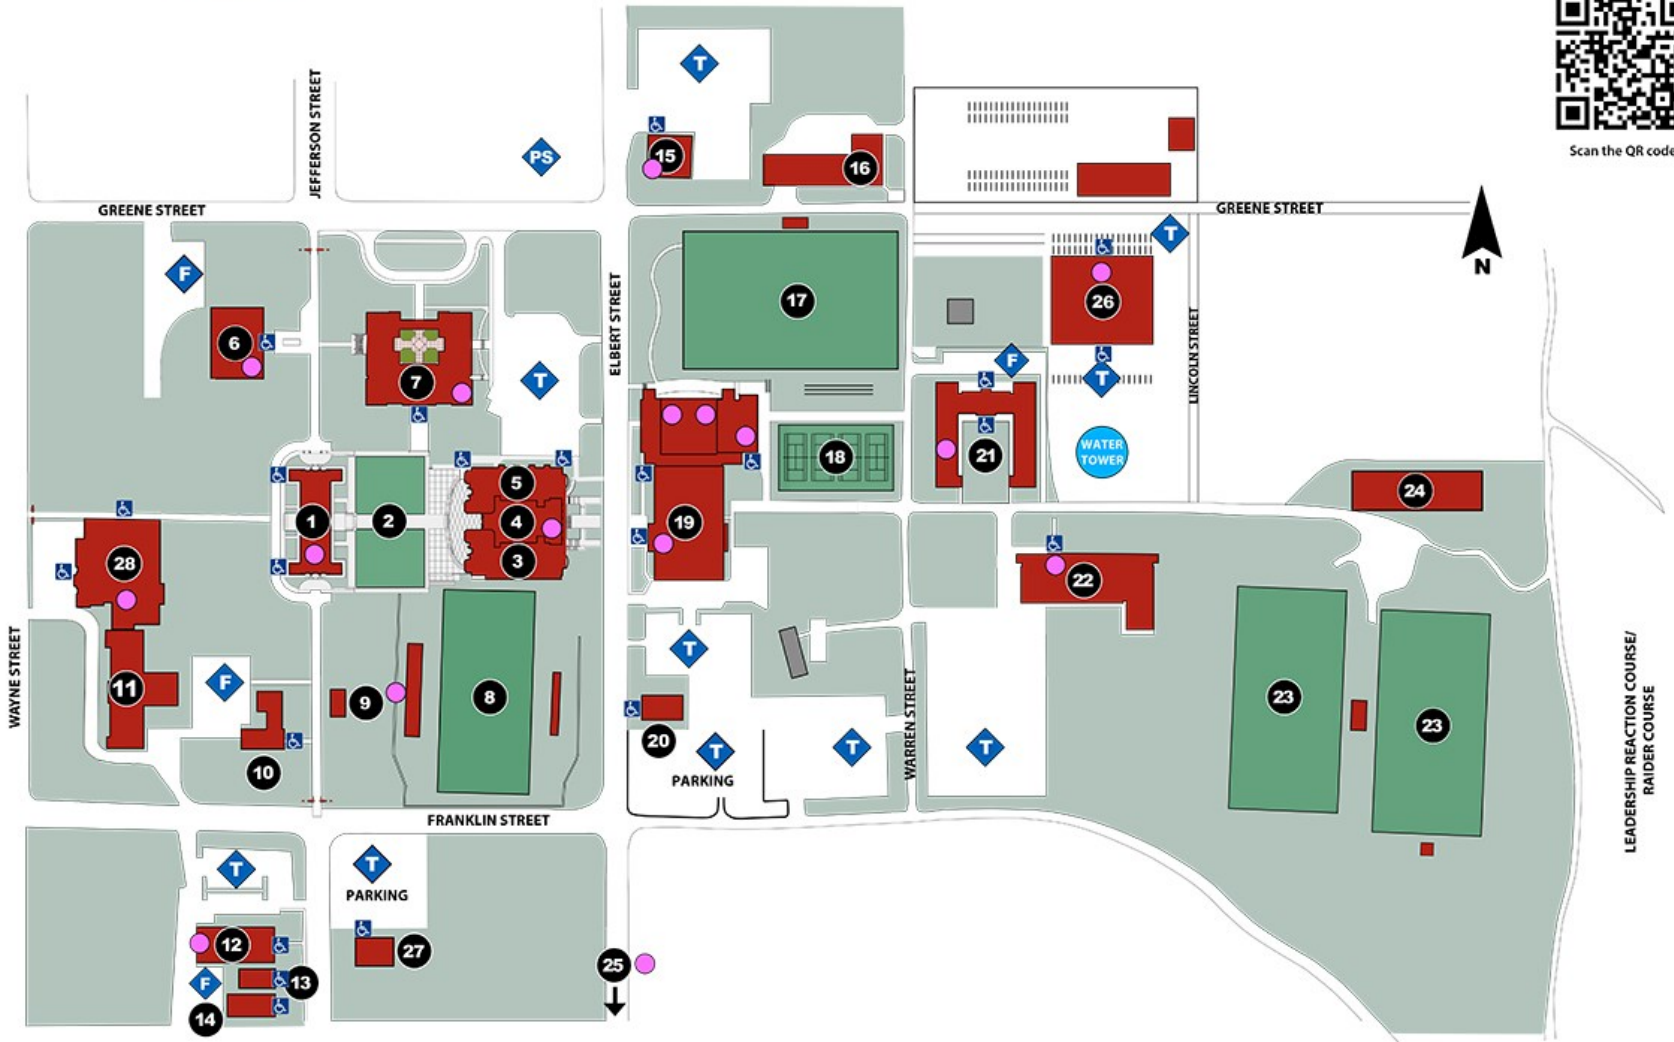 T
JEFFERSON STREET
PS
15
16
Scan the QR code
GREENE STREET
GREENE STREET
N
T
F
17
26
ELBERT STREET
LINCOLN STREET
6
7
T
F
T
18
21
WATER
TOWER
5
4
3
1
2
19
24
28
22
WAYNE STREET
T
F
11
9
8
20
T
PARKING
T
WARREN STREET
T
23
23
LEADERSHIP REACTION COURSE/
RAIDER COURSE
10
FRANKLIN STREET
T
T
PARKING
12
27
25
F
13
14